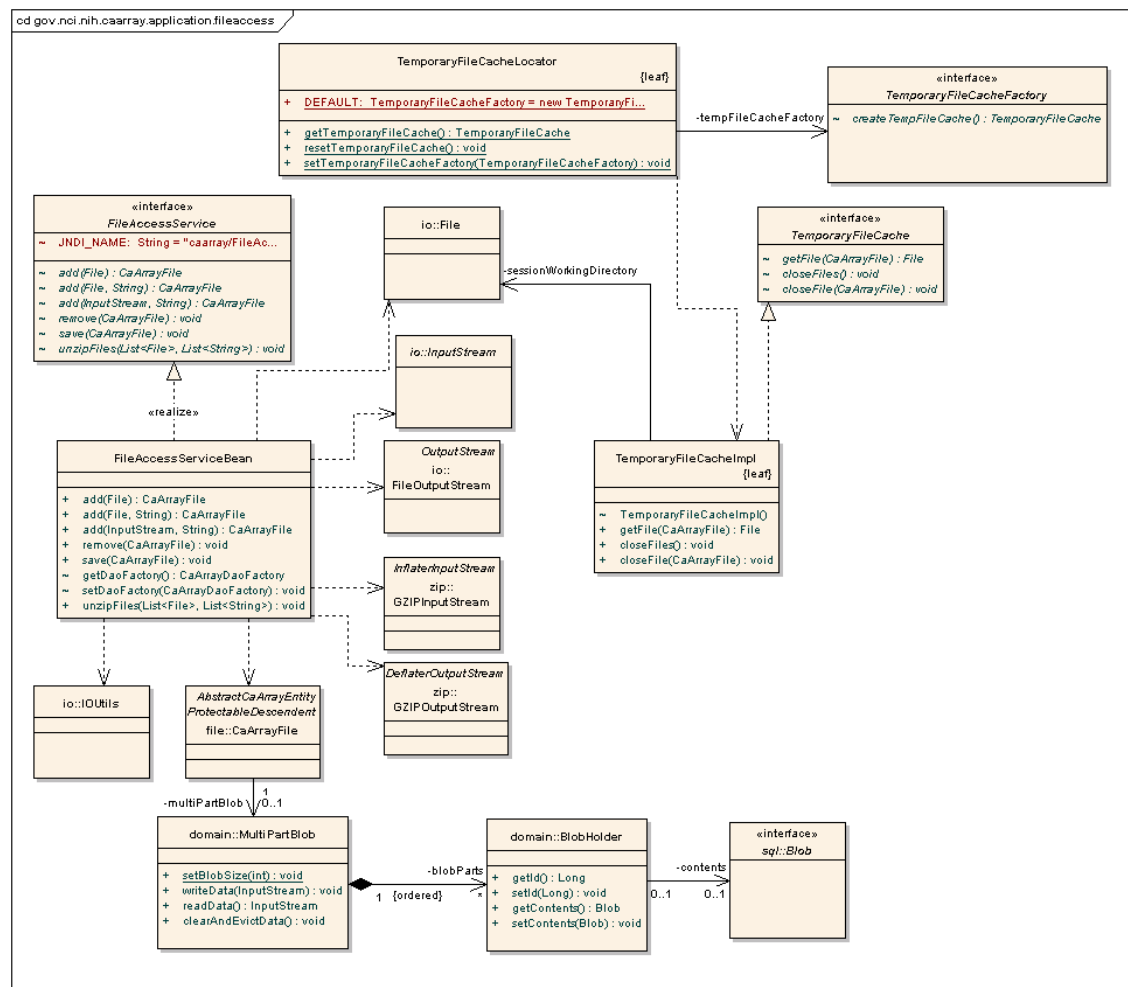 cd gov.nci.nih.caarray.application.fileaccess
TemporaryFileCacheLocator
{leaf}
+ DEFAULT: TemporaryFileCacheFactory = new TemporaryFi...
+ getTemporaryFileCache() : TemporaryFileCache
+ resetTemporaryFileCache() : void
+ setTemporaryFileCacheFactory(TemporaryFileCacheFactory) : void
-tempFileCacheFactory
«interface»
TemporaryFileCacheFactory
~ createTempFileCache() : TemporaryFileCache
«interface»
FileAccessService
~ JNDI_NAME: String = "caarray/FileAc...
~ add(File) : CaArrayFile
~ add(File, String) : CaArrayFile
~ add(InputStream, String) : CaArrayFile
~ remove(CaArrayFile) : void
~ save(CaArrayFile) : void
~ unzipFiles(List<File>, List<String>) : void
io::File
-sessionWorkingDirectory
«interface»
TemporaryFileCache
~ getFile(CaArrayFile) : File
~ closeFiles() : void
~ closeFile(CaArrayFile) : void
io::InputStream
«realize»
FileAccessServiceBean
+ add(File) : CaArrayFile
+ add(File, String) : CaArrayFile
+ add(InputStream, String) : CaArrayFile
+ remove(CaArrayFile) : void
+ save(CaArrayFile) : void
~ getDaoFactory() : CaArrayDaoFactory
~ setDaoFactory(CaArrayDaoFactory) : void
+ unzipFiles(List<File>, List<String>) : void
OutputStream
io::
FileOutputStream
TemporaryFileCacheImpl
{leaf}
~ TemporaryFileCacheImpl()
+ getFile(CaArrayFile) : File
+ closeFiles() : void
+ closeFile(CaArrayFile) : void
InflaterInputStream
zip::
GZIPInputStream
DeflaterOutputStream
zip::
GZIPOutputStream
io::IOUtils
AbstractCaArrayEntity
ProtectableDescendent
file::CaArrayFile
1
-multiPartBlob
0..1
domain::MultiPartBlob
+ setBlobSize(int) : void
+ writeData(InputStream) : void
+ readData() : InputStream
+ clearAndEvictData() : void
-blobParts
1
{ordered}
*
domain::BlobHolder
+ getId() : Long
+ setId(Long) : void
+ getContents() : Blob
+ setContents(Blob) : void
-contents
0..1
0..1
«interface»
sql::Blob